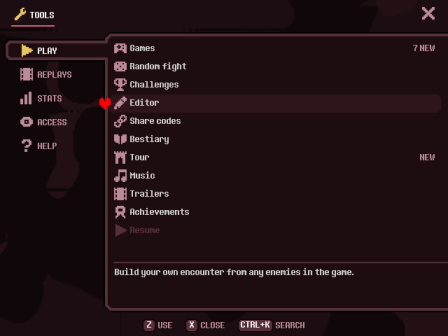 TOOLS
PLAY
REPLAYS
STATS
ACCESS
HELP
Games 7 NEW
Random fight
Challenges
Editor
Share codes
Bestiary
Tour NEW
Music
Trailers
Achievements
Resume
Build your own encounter from any enemies in the game.
Z USE X CLOSE CTRL+K SEARCH